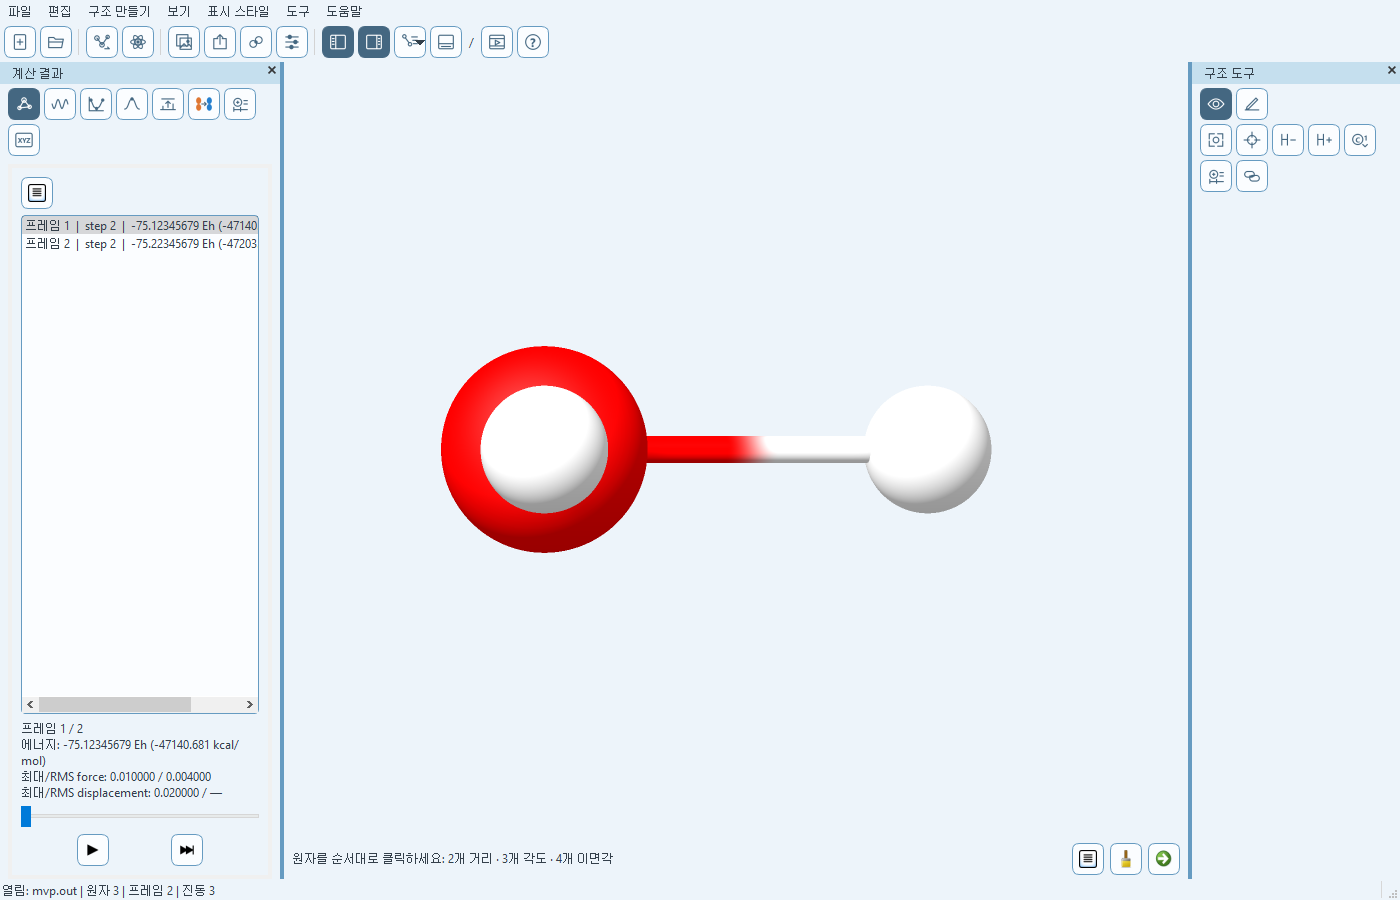 파일 편집 구조 만들기 보기 표시 스타일 도구 도움말
/
계산 결과
구조 도구
H- H+ C1
XYZ
프레임 1 | step 2 | -75.12345679 Eh (-47140
프레임 2 | step 2 | -75.22345679 Eh (-47203
프레임 1 / 2
에너지: -75.12345679 Eh (-47140.681 kcal/
mol)
최대/RMS force: 0.010000 / 0.004000
최대/RMS displacement: 0.020000 / —
원자를 순서대로 클릭하세요: 2개 거리 · 3개 각도 · 4개 이면각
열림: mvp.out | 원자 3 | 프레임 2 | 진동 3